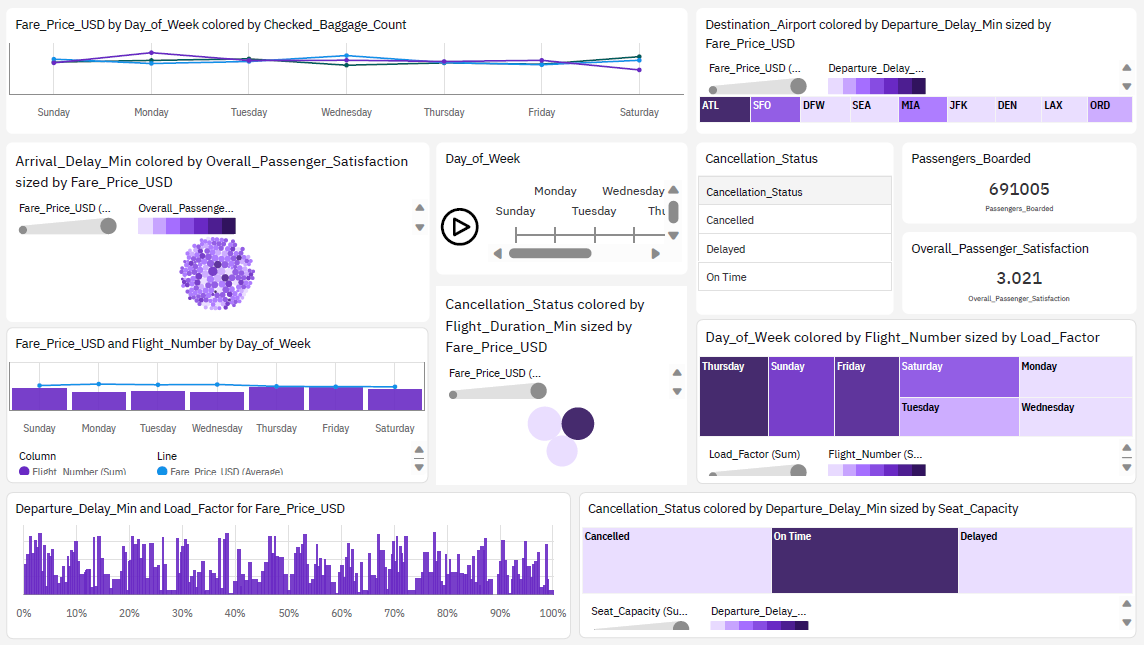 Fare_Price_USD by Day_of_Week colored by Checked_Baggage_Count
Sunday Monday Tuesday Wednesday Thursday Friday Saturday
Destination_Airport colored by Departure_Delay_Min sized by
Fare_Price_USD
Fare_Price_USD (... Departure_Delay_...
ATL SFO DFW SEA MIA JFK DEN LAX ORD
Arrival_Delay_Min colored by Overall_Passenger_Satisfaction
sized by Fare_Price_USD
Fare_Price_USD (... Overall_Passenge...
Day_of_Week
Monday Wednesday
Sunday Tuesday Thu
Cancellation_Status
Cancellation_Status
Cancelled
Delayed
On Time
Passengers_Boarded
691005
Passengers_Boarded
Overall_Passenger_Satisfaction
3.021
Overall_Passenger_Satisfaction
Fare_Price_USD and Flight_Number by Day_of_Week
Sunday Monday Tuesday Wednesday Thursday Friday Saturday
Column Line
Flight_Number (Sum) Fare_Price_USD (Average)
Cancellation_Status colored by
Flight_Duration_Min sized by
Fare_Price_USD
Fare_Price_USD (...
Day_of_Week colored by Flight_Number sized by Load_Factor
Thursday Sunday Friday Saturday Monday
Tuesday Wednesday
Load_Factor (Sum) Flight_Number (S...
Departure_Delay_Min and Load_Factor for Fare_Price_USD
0% 10% 20% 30% 40% 50% 60% 70% 80% 90% 100%
Cancellation_Status colored by Departure_Delay_Min sized by Seat_Capacity
Cancelled On Time Delayed
Seat_Capacity (Su... Departure_Delay_...